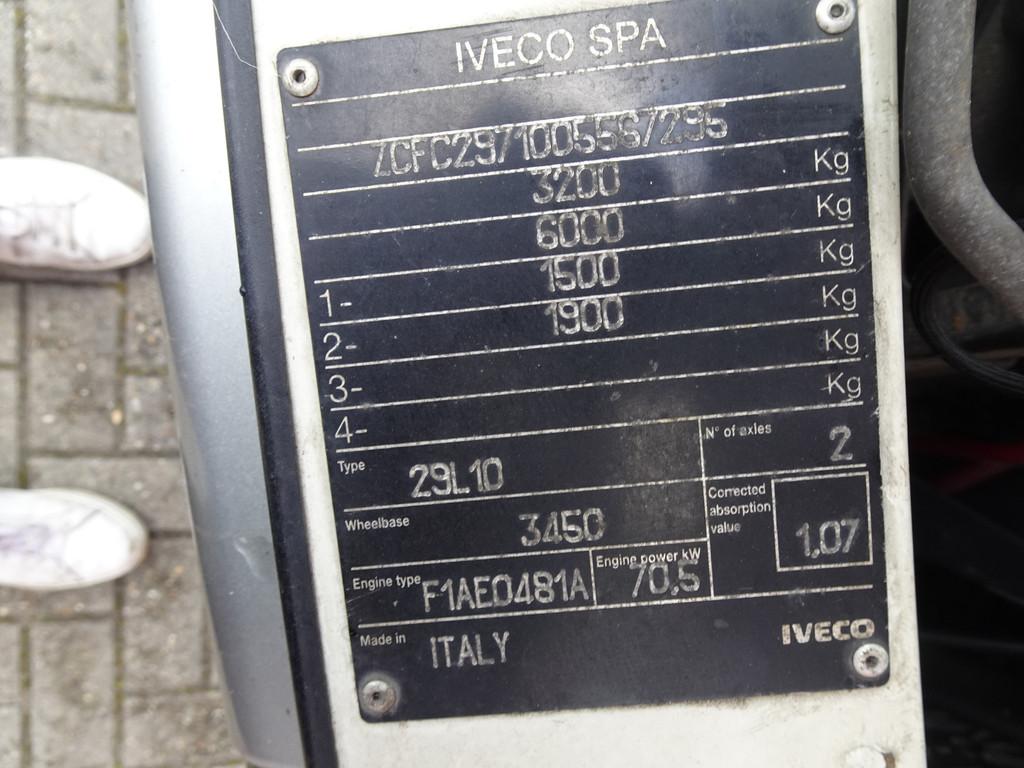 IVECO SPA
ZCFC2971005567295
3200 Kg
6000 Kg
1- 1500 Kg
2- 1900 Kg
3- Kg
4- Kg
Type 29L10 N° of axles 2
Wheelbase 3450 Corrected absorption value 1.07
Engine type F1AE0481A Engine power kW 70.5
Made in ITALY IVECO